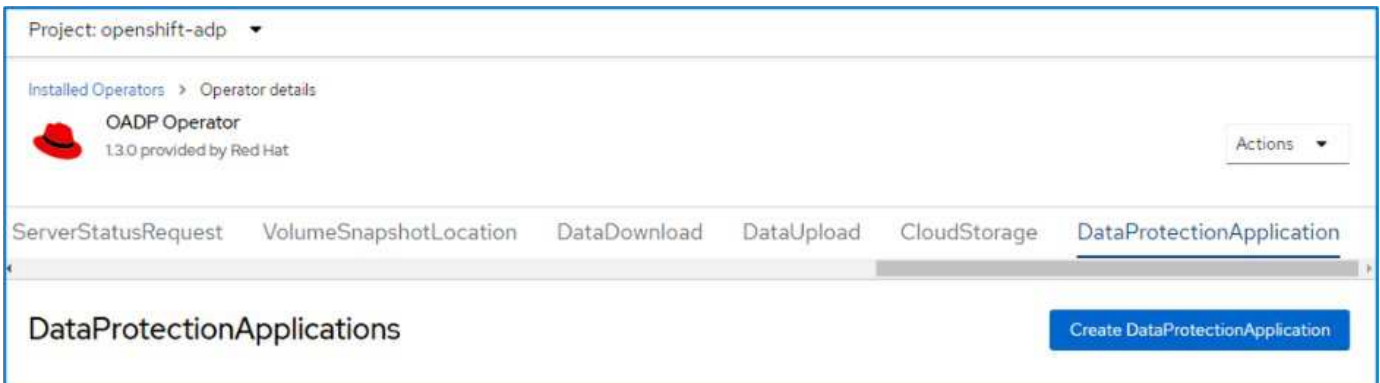 Project: openshift-adp
Installed Operators > Operator details
OADP Operator
1.3.0 provided by Red Hat
Actions
ServerStatusRequest VolumeSnapshotLocation DataDownload DataUpload CloudStorage DataProtectionApplication
DataProtectionApplications
Create DataProtectionApplication